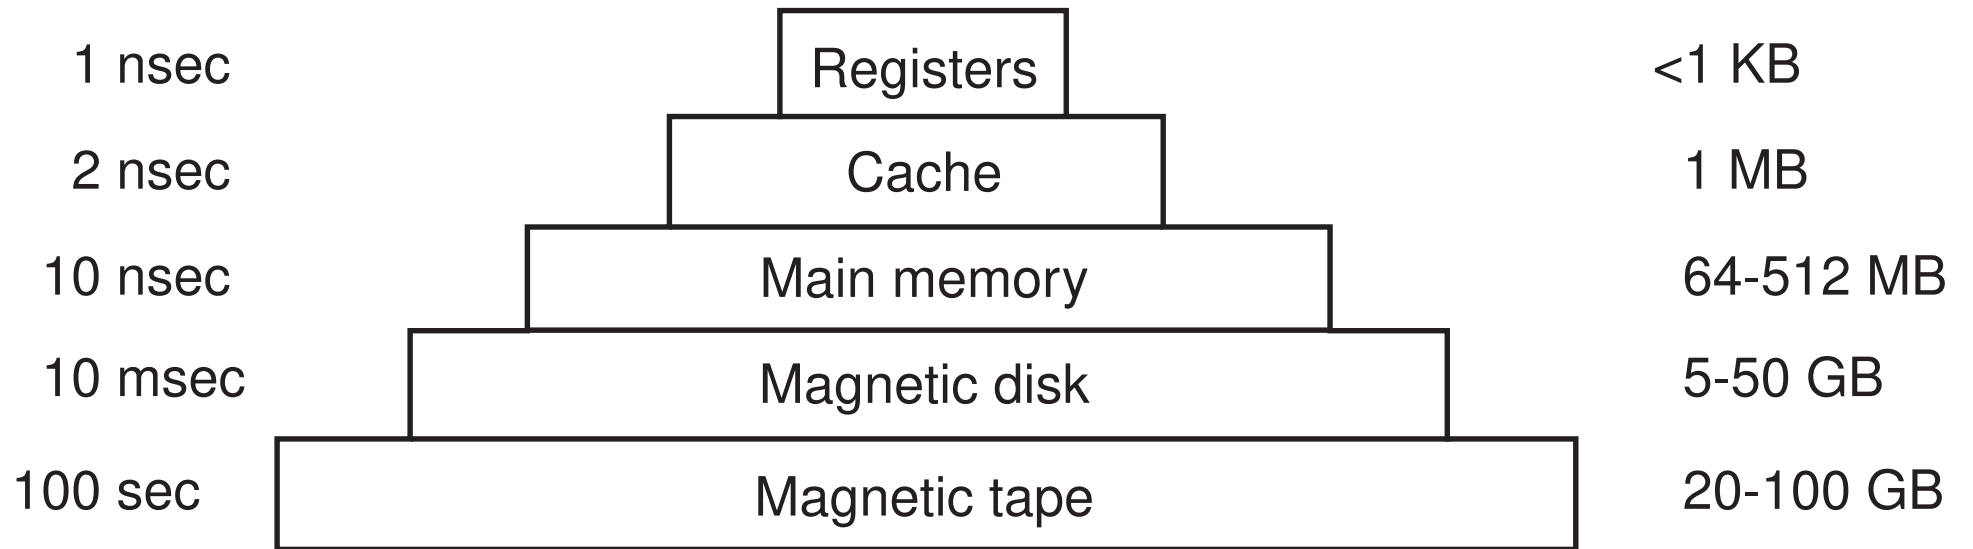 1 nsec Registers <1 KB
2 nsec Cache 1 MB
10 nsec Main memory 64-512 MB
10 msec Magnetic disk 5-50 GB
100 sec Magnetic tape 20-100 GB